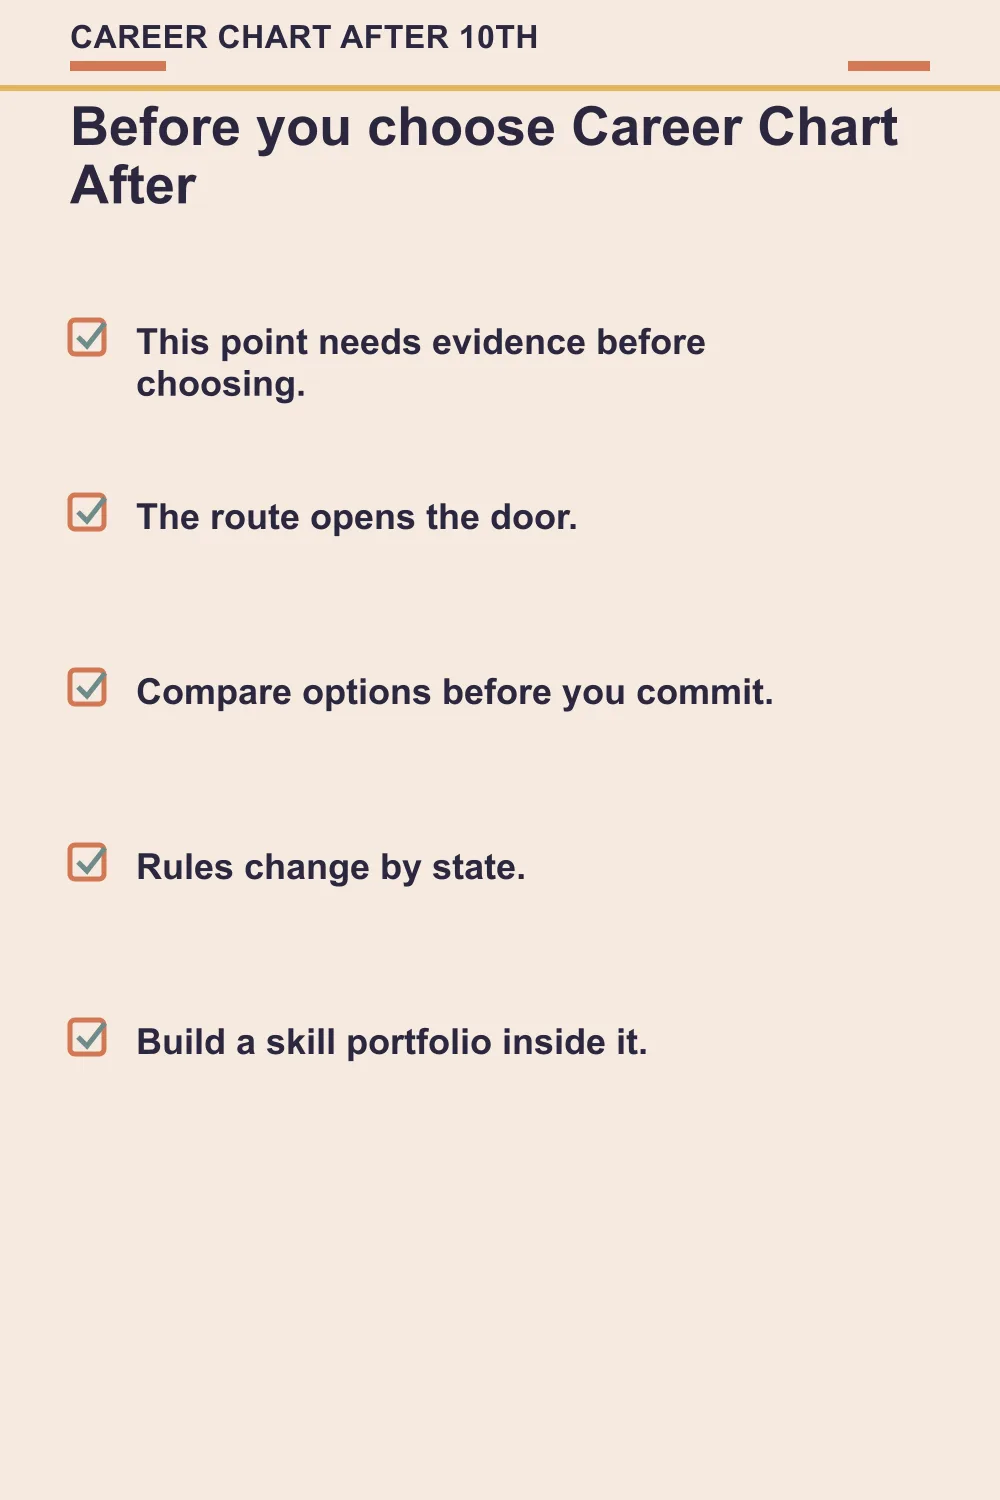 CAREER CHART AFTER 10TH
Before you choose Career Chart
After
This point needs evidence before
choosing.
The route opens the door.
Compare options before you commit.
Rules change by state.
Build a skill portfolio inside it.